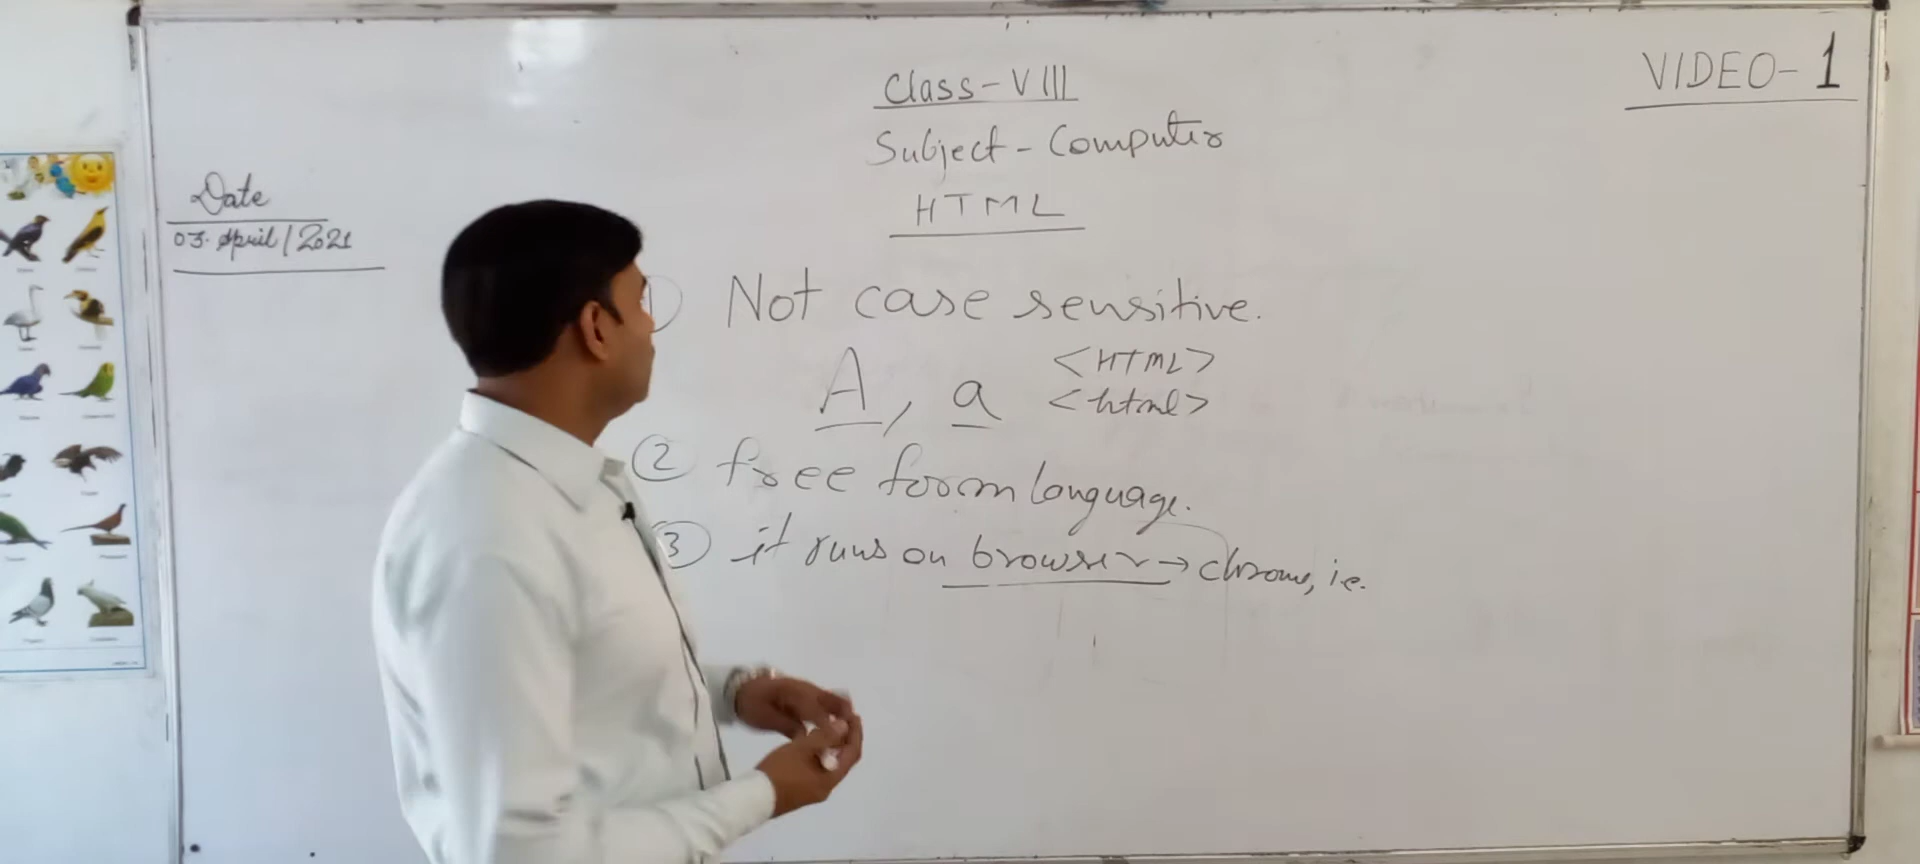 VIDEO-1
Class-VIII
Subject-Computer
HTML
Date
03. April/2021
1 Not case sensitive.
A, a
<HTML>
<html>
2 free form language.
3 it runs on browser → chrome, ie.